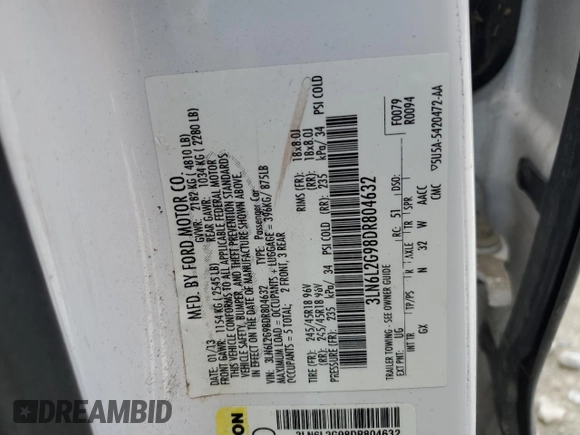 MFD. BY FORD MOTOR CO.
01/13 GVWR: 2182 KG ( 4810 LB)
FRONT GAWR: 1154 KG ( 2545 LB) REAR GAWR: 1034 KG ( 2280 LB)
THIS VEHICLE CONFORMS TO ALL APPLICABLE FEDERAL MOTOR
VEHICLE SAFETY, BUMPER, AND THEFT PREVENTION STANDARDS
IN EFFECT ON THE DATE OF MANUFACTURE SHOWN ABOVE.
VIN: 3LN6L2G98DR804632 TYPE: Passenger Car
MAXIMUM LOAD = OCCUPANTS + LUGGAGE = 396KG/ 875LB
OCCUPANTS = 5 TOTAL: 2 FRONT, 3 REAR
TIRE (FR): 245/45R18 96V RIMS (FR): 18x8.0J
(RR): 245/45R18 96V (RR): 18x8.0J
PRESSURE (FR): 235 kPa/ 34 PSI COLD (RR): 235 kPa/ 34 PSI COLD
3LN6L2G98DR804632
F0079
R0094
TRAILER TOWING - SEE OWNER GUIDE
EXT PNT: UG RC: 51 DSO:
INT TR TP/PS R AXLE TR SPR
GX N 32 W AACC
CMC 5U5A-5420472-AA
3LN6L2G98DR804632
AUTOBIDCAR